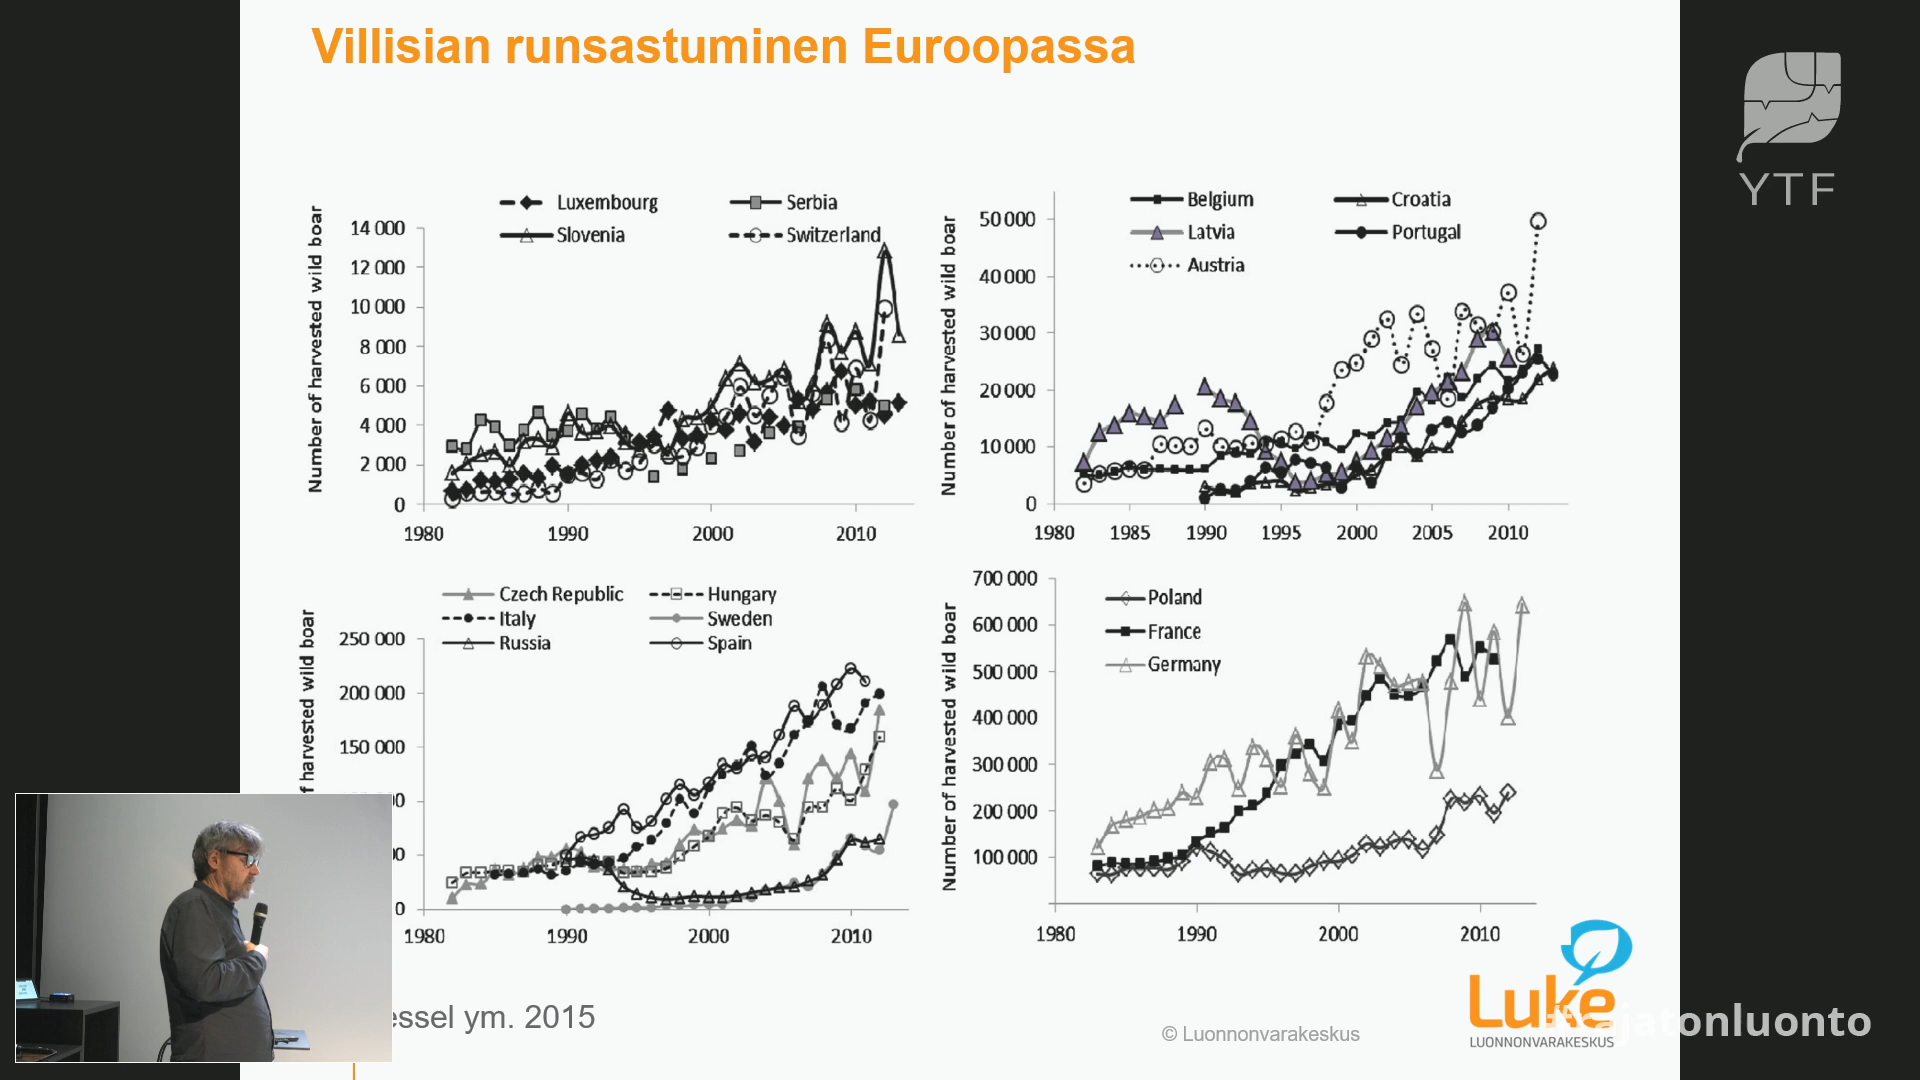 Villisian runsastuminen Euroopassa
YTF
Number of harvested wild boar
Luxembourg
Serbia
Slovenia
Switzerland
14 000
12 000
10 000
8 000
6 000
4 000
2 000
0
1980 1990 2000 2010
Number of harvested wild boar
Belgium
Croatia
Latvia
Portugal
Austria
50 000
40 000
30 000
20 000
10 000
0
1980 1985 1990 1995 2000 2005 2010
f harvested wild boar
Czech Republic
Hungary
Italy
Sweden
Russia
Spain
250 000
200 000
150 000
0
1980 1990 2000 2010
Number of harvested wild boar
Poland
France
Germany
700 000
600 000
500 000
400 000
300 000
200 000
100 000
1980 1990 2000 2010
essel ym. 2015
© Luonnonvarakeskus
Luke
LUONNONVARAKESKUS
#rajatonluonto